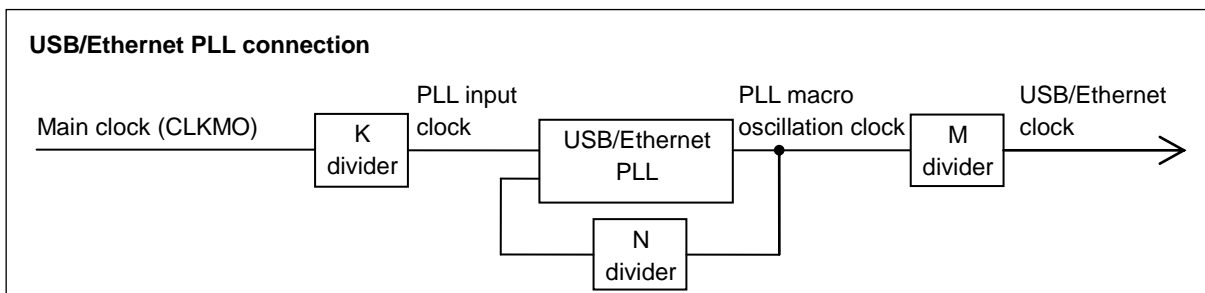 USB/Ethernet PLL connection
Main clock (CLKMO)
K
divider
PLL input
clock
USB/Ethernet
PLL
N
divider
PLL macro
oscillation clock
M
divider
USB/Ethernet
clock